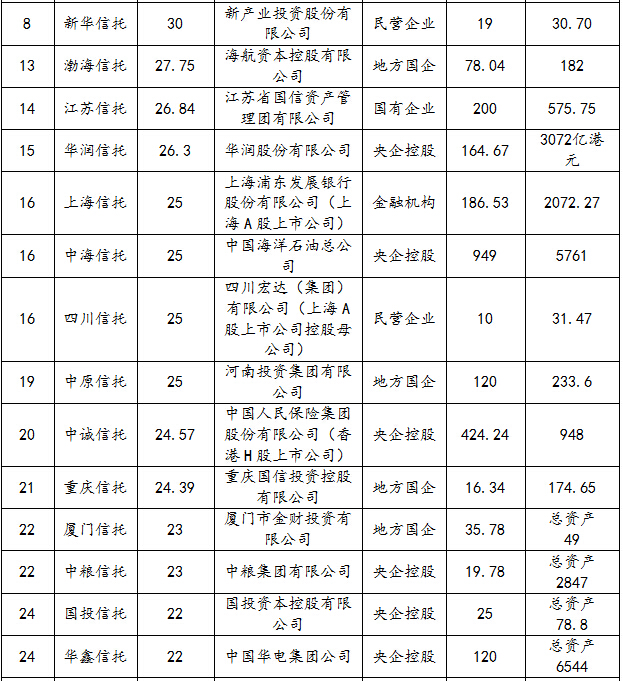 8 新华信托 30 新产业投资股份有限公司 民营企业 19 30.70
13 渤海信托 27.75 海航资本控股有限公司 地方国企 78.04 182
14 江苏信托 26.84 江苏省国信资产管理团有限公司 国有企业 200 575.75
15 华润信托 26.3 华润股份有限公司 央企控股 164.67 3072亿港元
16 上海信托 25 上海浦东发展银行股份有限公司（上海A股上市公司） 金融机构 186.53 2072.27
16 中海信托 25 中国海洋石油总公司 央企控股 949 5761
16 四川信托 25 四川宏达（集团）有限公司（上海A股上市公司控股母公司） 民营企业 10 31.47
19 中原信托 25 河南投资集团有限公司 地方国企 120 233.6
20 中诚信托 24.57 中国人民保险集团股份有限公司（香港H股上市公司） 央企控股 424.24 948
21 重庆信托 24.39 重庆国信投资控股有限公司 地方国企 16.34 174.65
22 厦门信托 23 厦门市金财投资有限公司 地方国企 35.78 总资产49
22 中粮信托 23 中粮集团有限公司 央企控股 19.78 总资产2847
24 国投信托 22 国投资本控股有限公司 央企控股 25 总资产78.8
24 华鑫信托 22 中国华电集团公司 央企控股 120 总资产6544